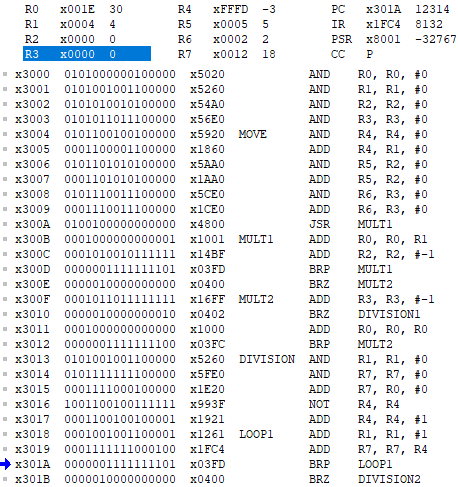 R0 x001E 30 R4 xFFFD -3 PC x301A 12314
R1 x0004 4 R5 x0005 5 IR x1FC4 8132
R2 x0000 0 R6 x0002 2 PSR x8001 -32767
R3 x0000 0 R7 x0012 18 CC P
x3000 0101000000100000 x5020 AND R0, R0, #0
x3001 0101001001100000 x5260 AND R1, R1, #0
x3002 0101010010100000 x54A0 AND R2, R2, #0
x3003 0101011011100000 x56E0 AND R3, R3, #0
x3004 0101100100100000 x5920 MOVE AND R4, R4, #0
x3005 0001100001100000 x1860 ADD R4, R1, #0
x3006 0101101010100000 x5AA0 AND R5, R2, #0
x3007 0001101010100000 x1AA0 ADD R5, R2, #0
x3008 0101110011100000 x5CE0 AND R6, R3, #0
x3009 0001110011100000 x1CE0 ADD R6, R3, #0
x300A 0100100000000000 x4800 JSR MULT1
x300B 0001000000000001 x1001 MULT1 ADD R0, R0, R1
x300C 0001010010111111 x14BF ADD R2, R2, #-1
x300D 0000001111111101 x03FD BRP MULT1
x300E 0000010000000000 x0400 BRZ MULT2
x300F 0001011011111111 x16FF MULT2 ADD R3, R3, #-1
x3010 0000010000000010 x0402 BRZ DIVISION1
x3011 0001000000000000 x1000 ADD R0, R0, R0
x3012 0000001111111100 x03FC BRP MULT2
x3013 0101001001100000 x5260 DIVISION AND R1, R1, #0
x3014 0101111111100000 x5FE0 AND R7, R7, #0
x3015 0001111000100000 x1E20 ADD R7, R0, #0
x3016 1001100100111111 x993F NOT R4, R4
x3017 0001100100100001 x1921 ADD R4, R4, #1
x3018 0001001001100001 x1261 LOOP1 ADD R1, R1, #1
x3019 0001111111000100 x1FC4 ADD R7, R7, R4
x301A 0000001111111101 x03FD BRP LOOP1
x301B 0000010000000000 x0400 BRZ DIVISION2